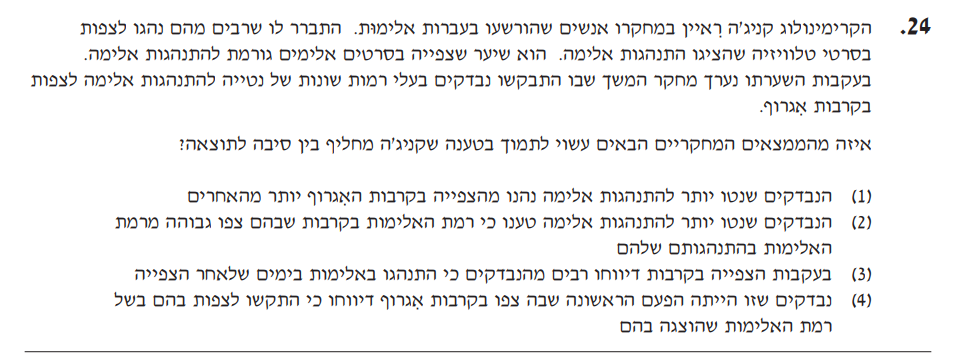 24. הקרימינולוג קניג'ה רִאיין במחקרו אנשים שהורשעו בעברות אלימוּת. התברר לו שרבים מהם נהגו לצפות
בסרטי טלוויזיה שהציגו התנהגות אלימה. הוא שיער שצפייה בסרטים אלימים גורמת להתנהגות אלימה.
בעקבות השערתו נערך מחקר המשך שבו התבקשו נבדקים בעלי רמות שונות של נטייה להתנהגות אלימה לצפות
בקרבות אִגרוף.
איזה מהממצאים המחקריים הבאים עשוי לתמוך בטענה שקניג'ה מחליף בין סיבה לתוצאה?
(1) הנבדקים שנטו יותר להתנהגות אלימה נהנו מהצפייה בקרבות האִגרוף יותר מהאחרים
(2) הנבדקים שנטו יותר להתנהגות אלימה טענו כי רמת האלימות בקרבות שבהם צפו גבוהה מרמת
האלימות בהתנהגותם שלהם
(3) בעקבות הצפייה בקרבות דיווחו רבים מהנבדקים כי התנהגו באלימות בימים שלאחר הצפייה
(4) נבדקים שזו הייתה הפעם הראשונה שבה צפו בקרבות אִגרוף דיווחו כי התקשו לצפות בהם בשל
רמת האלימות שהוצגה בהם